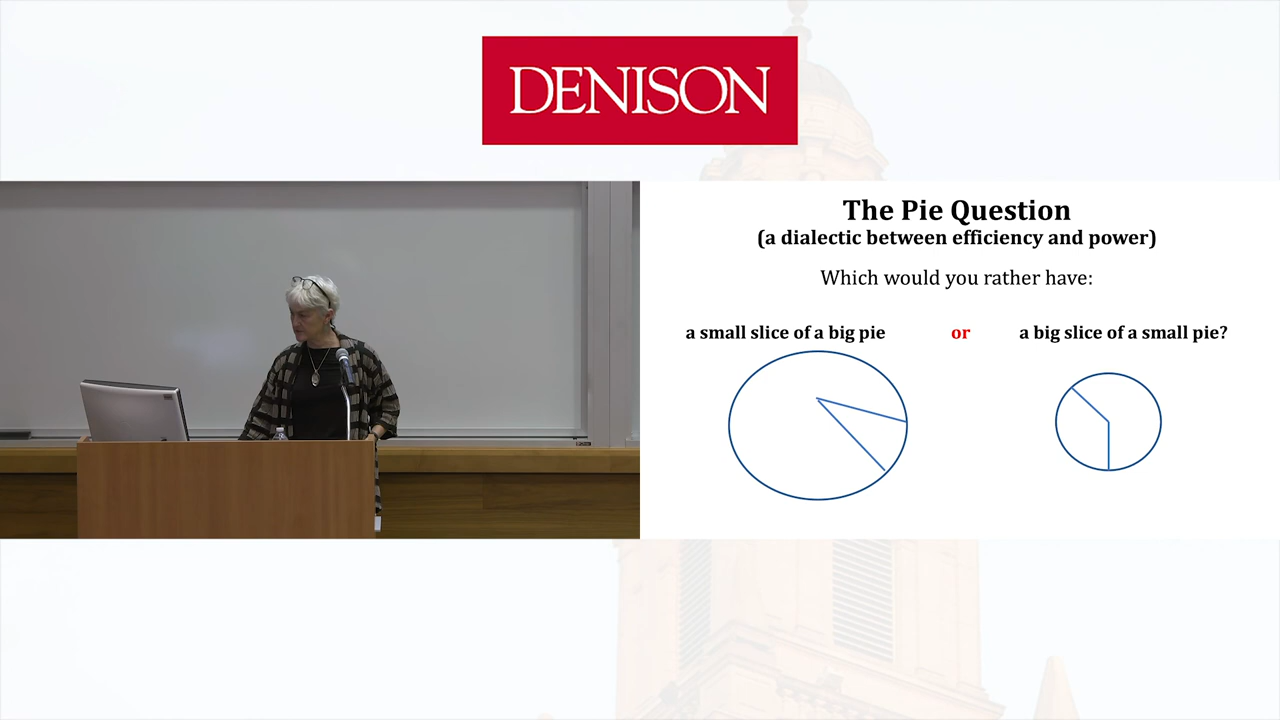 DENISON
The Pie Question
(a dialectic between efficiency and power)
Which would you rather have:
a small slice of a big pie or a big slice of a small pie?